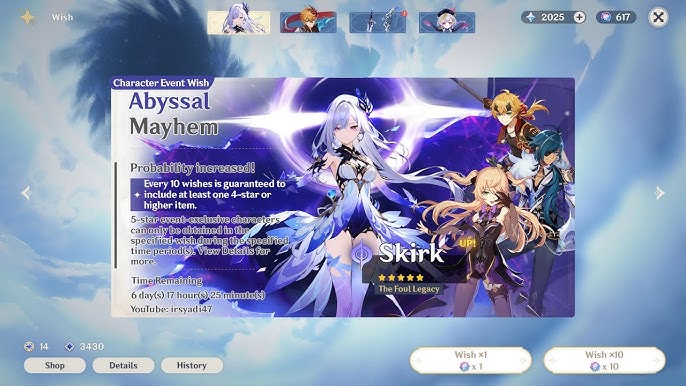 Wish
2025
617
Character Event Wish
Abyssal
Mayhem
Probability increased!
Every 10 wishes is guaranteed to
include at least one 4-star or
higher item.
5-star event-exclusive characters
can only be obtained in the
specified wish during the specified
time period(s). View Details for
more.
Time Remaining
6 day(s) 17 hour(s) 25 minute(s)
YouTube: irsyadi47
UP!
Skirk
The Foul Legacy
14
3430
Shop
Details
History
Wish ×1
x 1
Wish ×10
x 10